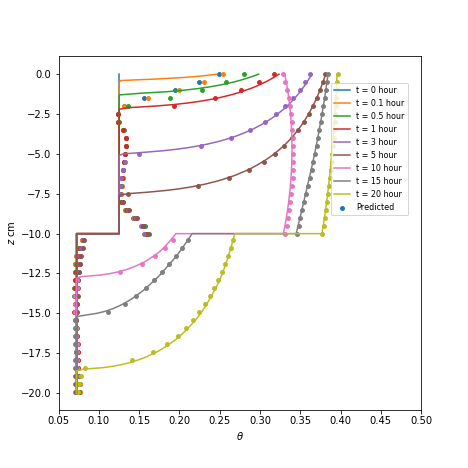 0.0
−2.5
−5.0
−7.5
−10.0
−12.5
−15.0
−17.5
−20.0
z cm
t = 0 hour
t = 0.1 hour
t = 0.5 hour
t = 1 hour
t = 3 hour
t = 5 hour
t = 10 hour
t = 15 hour
t = 20 hour
Predicted
0.05 0.10 0.15 0.20 0.25 0.30 0.35 0.40 0.45 0.50
θ